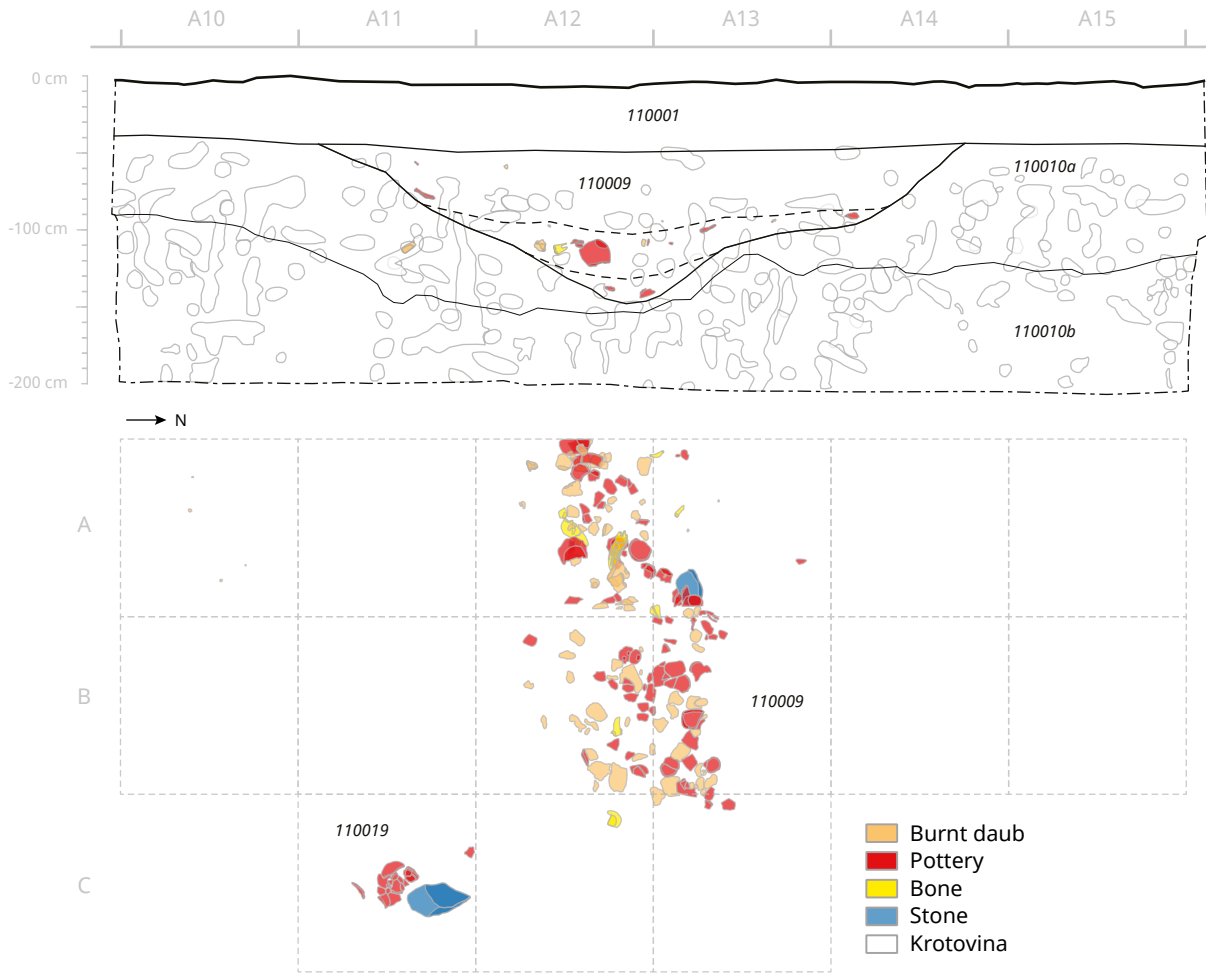 A10 A11 A12 A13 A14 A15
0 cm
110001
110010a
110009
-100 cm
110010b
-200 cm
N
A
B
110009
110019
C
Burnt daub
Pottery
Bone
Stone
Krotovina